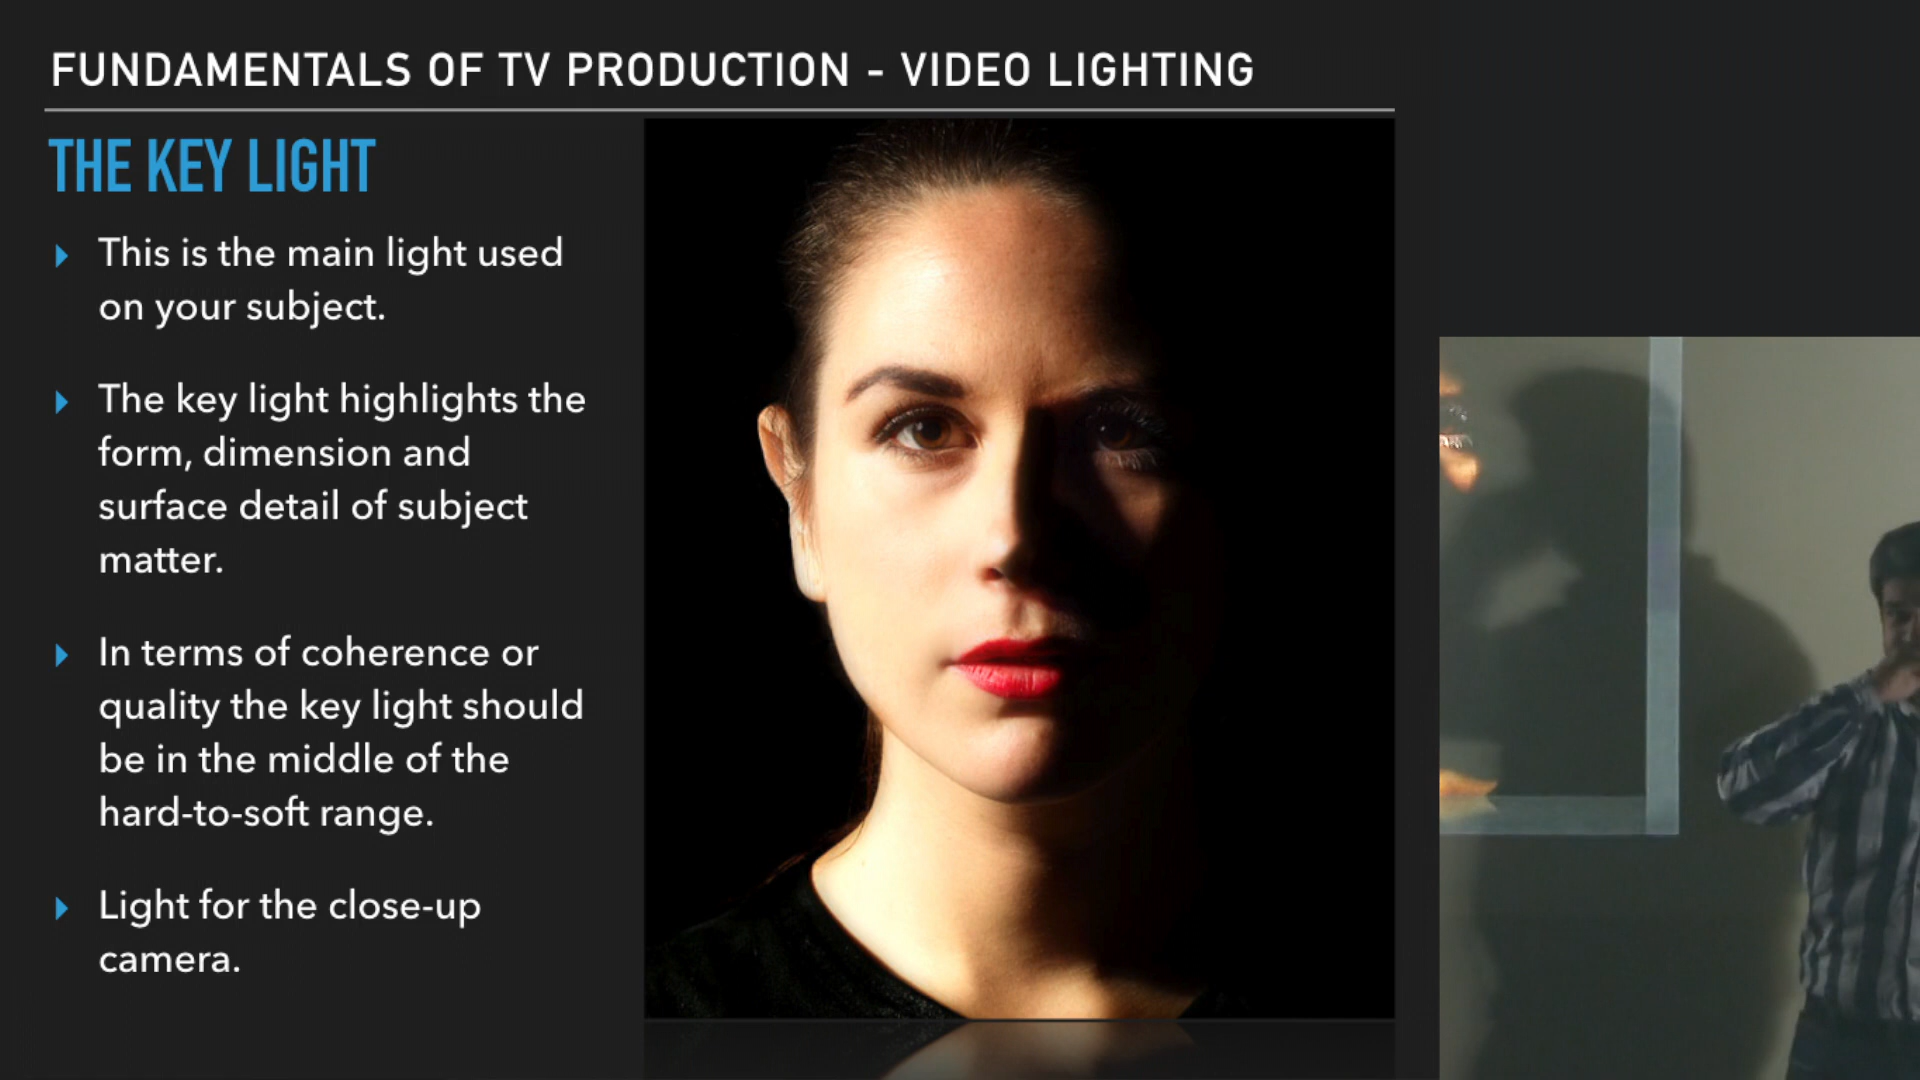 FUNDAMENTALS OF TV PRODUCTION - VIDEO LIGHTING
THE KEY LIGHT
This is the main light used
on your subject.
The key light highlights the
form, dimension and
surface detail of subject
matter.
In terms of coherence or
quality the key light should
be in the middle of the
hard-to-soft range.
Light for the close-up
camera.